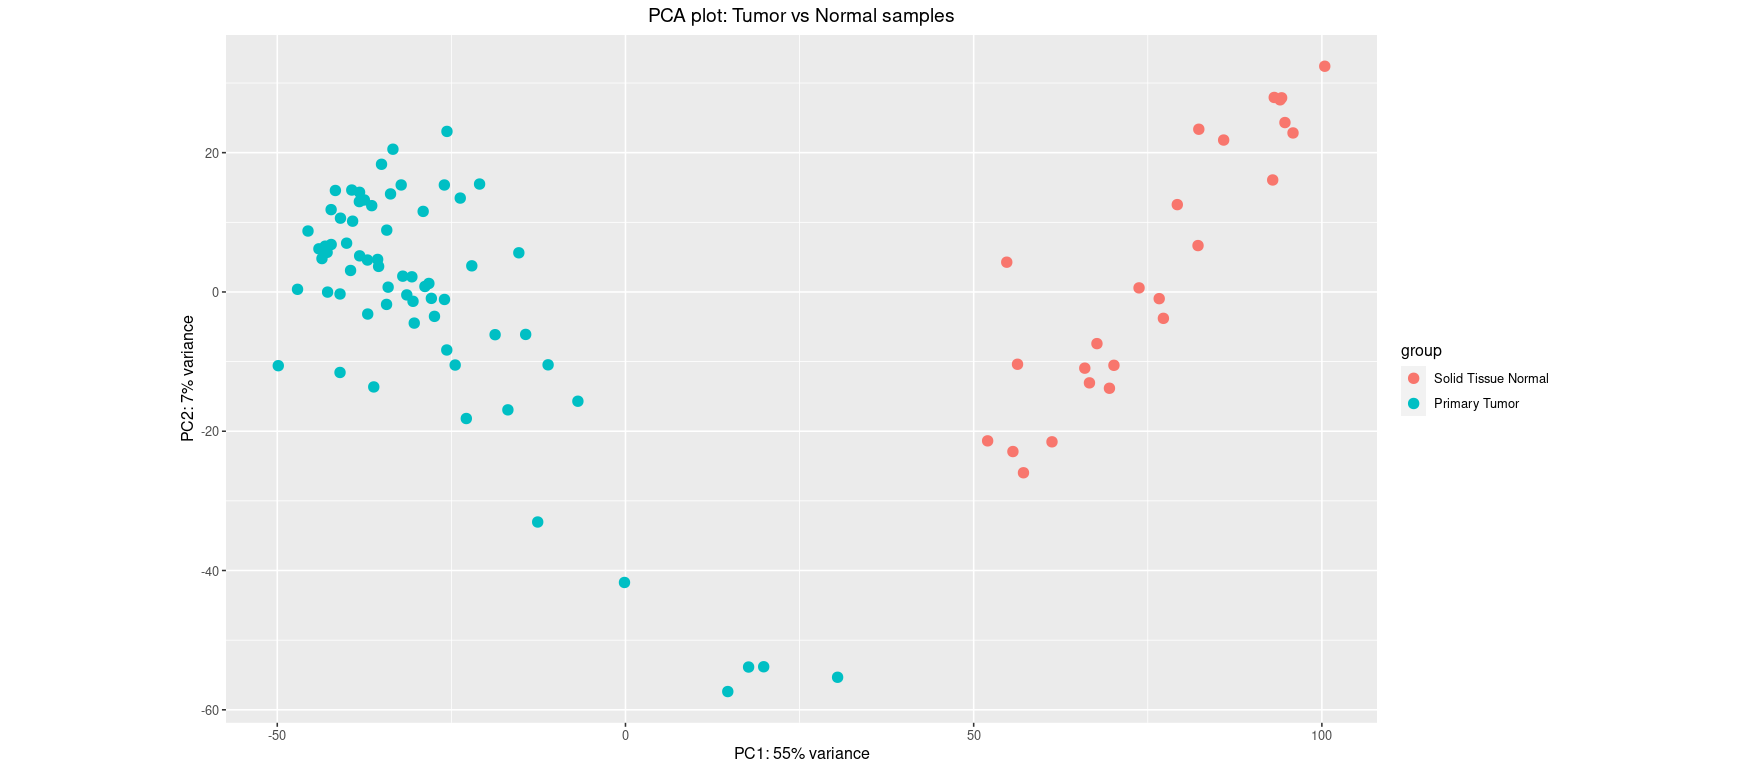 PCA plot: Tumor vs Normal samples
PC2: 7% variance
20
0
-20
-40
-60
-50
0
50
100
PC1: 55% variance
group
Solid Tissue Normal
Primary Tumor